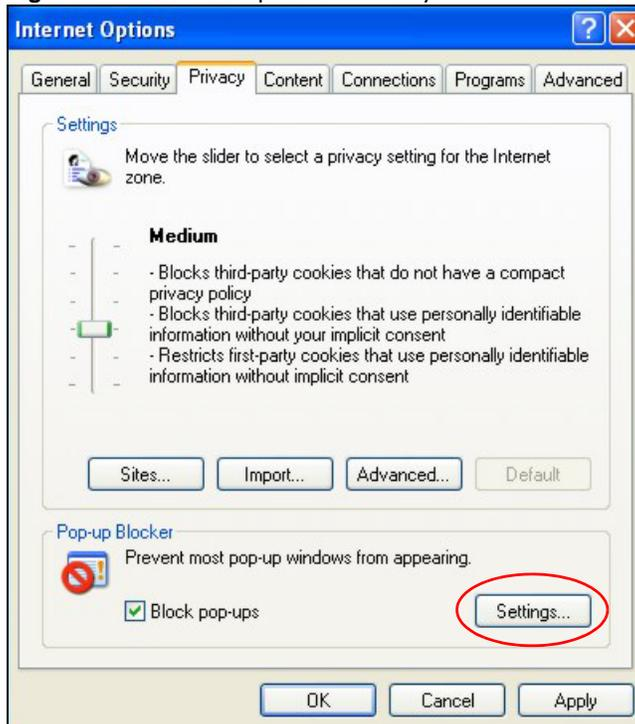 Internet Options
General Security Privacy Content Connections Programs Advanced
Settings
Move the slider to select a privacy setting for the Internet
zone.
Medium
- Blocks third-party cookies that do not have a compact
privacy policy
- Blocks third-party cookies that use personally identifiable
information without your implicit consent
- Restricts first-party cookies that use personally identifiable
information without implicit consent
Sites... Import... Advanced... Default
Pop-up Blocker
Prevent most pop-up windows from appearing.
Block pop-ups Settings...
OK Cancel Apply